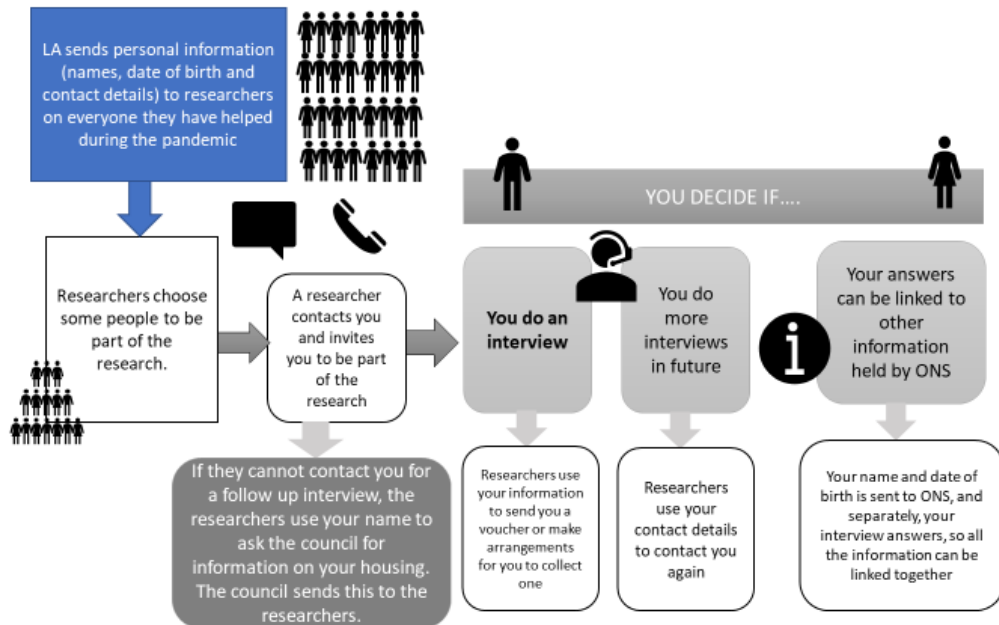 LA sends personal information
(names, date of birth and
contact details) to researchers
on everyone they have helped
during the pandemic
YOU DECIDE IF....
Researchers choose
some people to be
part of the
research.
A researcher
contacts you
and invites
you to be part
of the
research
You do an
interview
You do
more
interviews
in future
i
Your answers
can be linked to
other
information
held by ONS
If they cannot contact you for
a follow up interview, the
researchers use your name to
ask the council for
information on your housing.
The council sends this to the
researchers.
Researchers use
your information
to send you a
voucher or make
arrangements
for you to collect
one
Researchers
use your
contact details
to contact you
again
Your name and date of
birth is sent to ONS, and
separately, your
interview answers, so all
the information can be
linked together